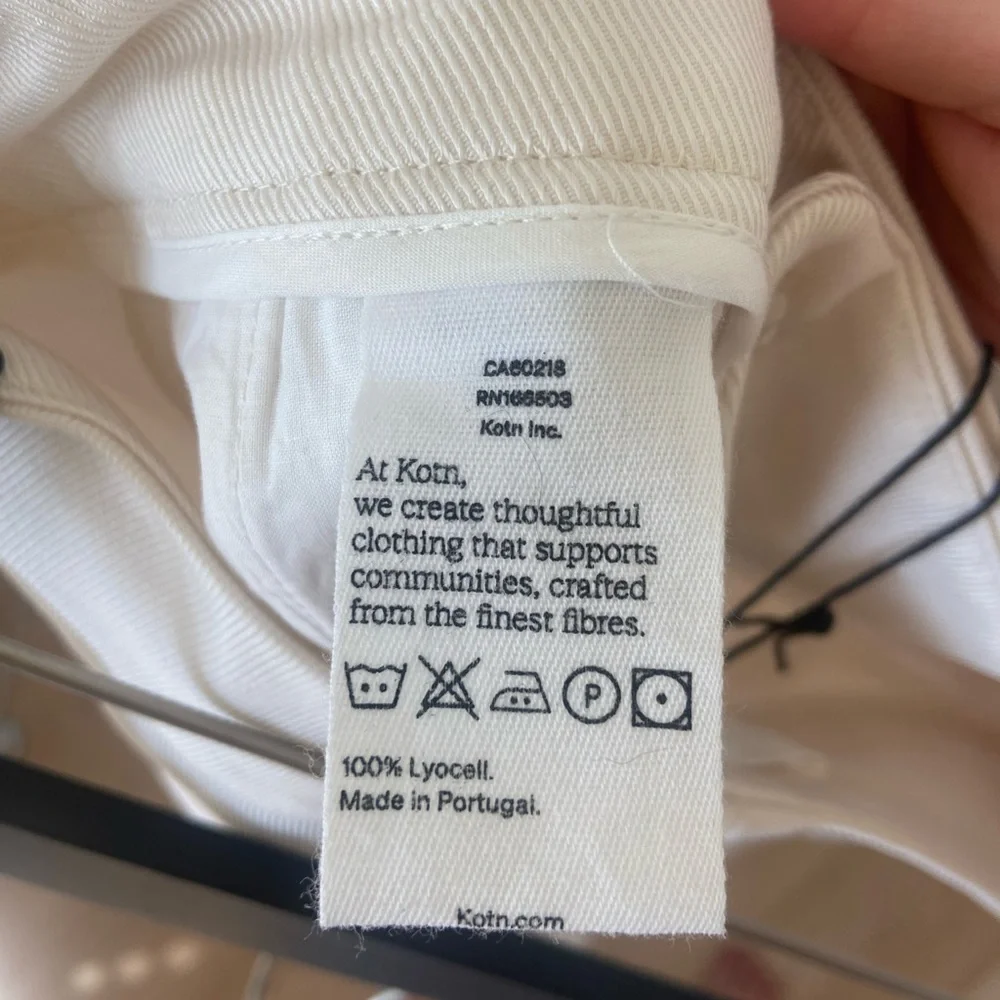 CA60218
RN166503
Kotn Inc.
At Kotn,
we create thoughtful
clothing that supports
communities, crafted
from the finest fibres.
P
100% Lyocell.
Made in Portugal.
Kotn.com